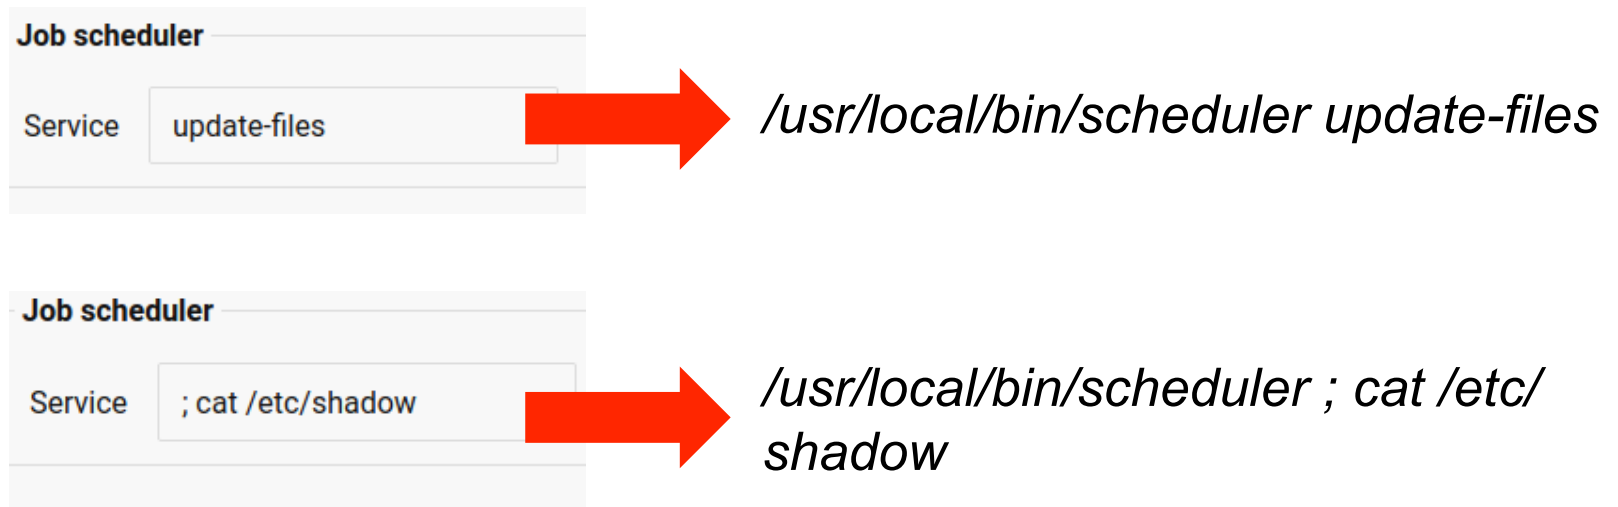 Job scheduler
Service update-files
/usr/local/bin/scheduler update-files
Job scheduler
Service ; cat /etc/shadow
/usr/local/bin/scheduler ; cat /etc/
shadow